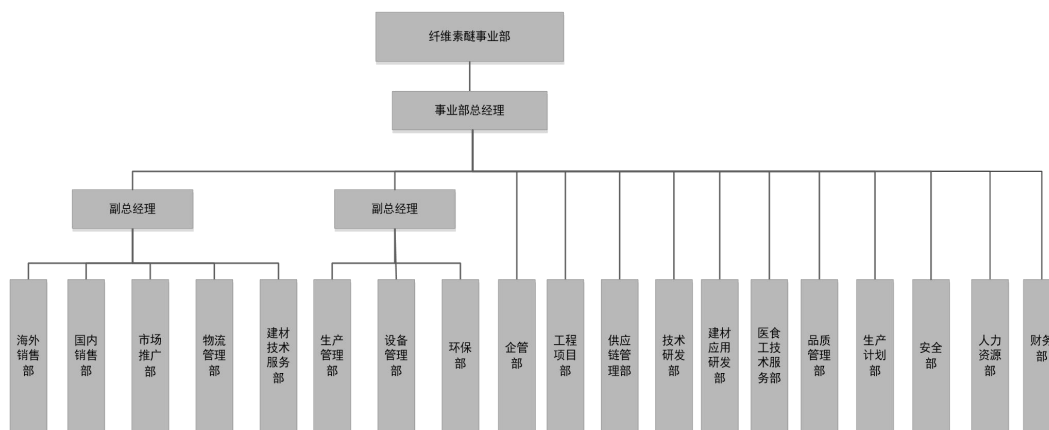 纤维素醚事业部
事业部总经理
副总经理
副总经理
海外
销售
部
国内
销售
部
市场
推广
部
物流
管理
部
建材
技术
服务
部
生产
管理
部
设备
管理
部
环保
部
企管
部
工程
项目
部
供应
链管
理部
技术
研发
部
建材
应用
研发
部
医食
工技
术服
务部
品质
管理
部
生产
计划
部
安全
部
人力
资源
部
财务
部